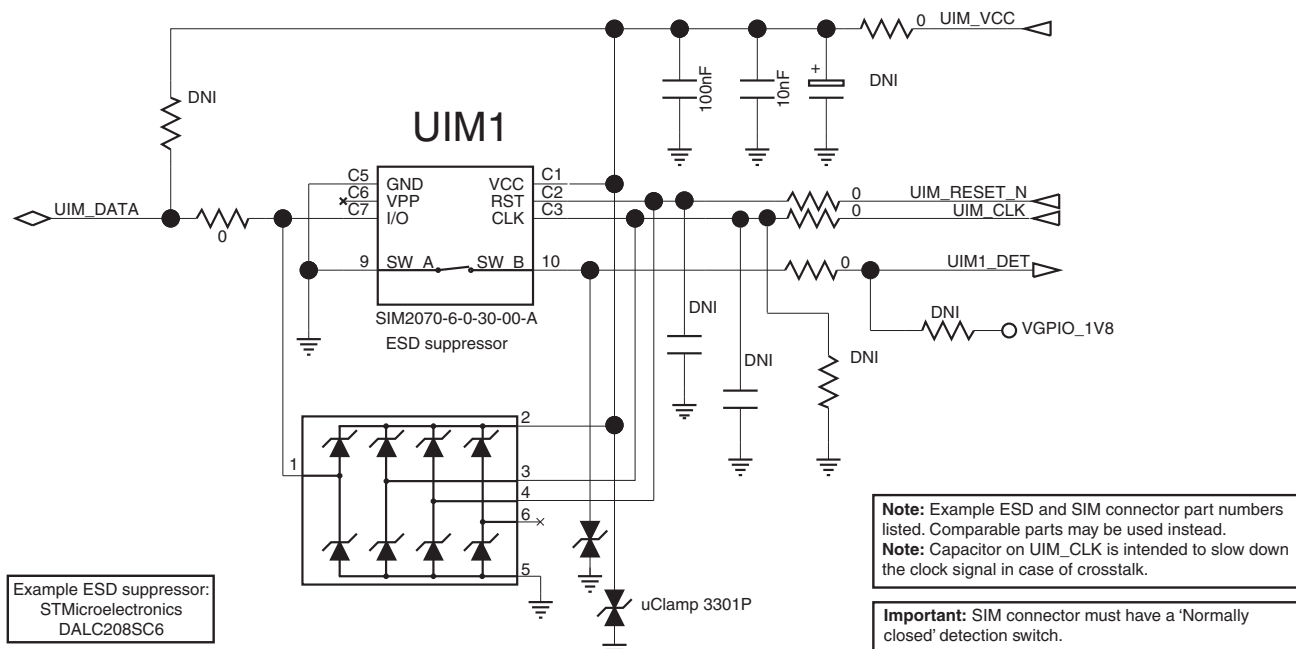 0 UIM_VCC
DNI
100nF
10nF
+
DNI
UIM1
C5 GND VCC C1
C6 VPP RST C2
C7 I/O CLK C3
UIM_DATA
0
0 UIM_RESET_N
0 UIM_CLK
9 SW_A SW_B 10
0 UIM1_DET
SIM2070-6-0-30-00-A
ESD suppressor
DNI
DNI
DNI
DNI
VGPIO_1V8
1
2
3
4
6
5
uClamp 3301P
Example ESD suppressor:
STMicroelectronics
DALC208SC6
Note: Example ESD and SIM connector part numbers
listed. Comparable parts may be used instead.
Note: Capacitor on UIM_CLK is intended to slow down
the clock signal in case of crosstalk.
Important: SIM connector must have a ‘Normally
closed’ detection switch.